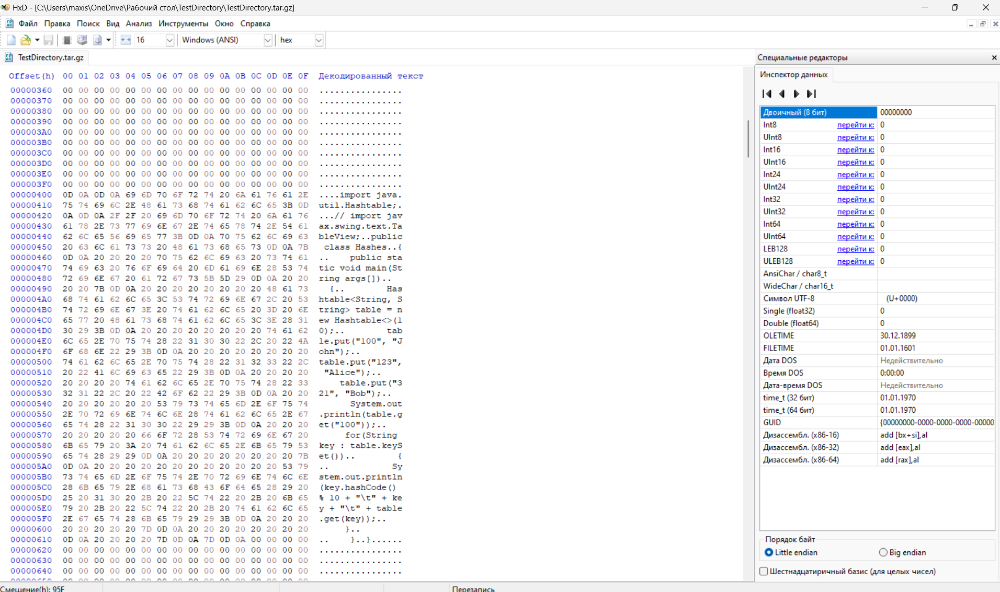 HxD - [C:\Users\maxis\OneDrive\Рабочий стол\TestDirectory\TestDirectory.tar.gz]
Файл Правка Поиск Вид Анализ Инструменты Окно Справка
16 Windows (ANSI) hex
TestDirectory.tar.gz
Offset(h) 00 01 02 03 04 05 06 07 08 09 0A 0B 0C 0D 0E 0F Декодированный текст
00000360 00 00 00 00 00 00 00 00 00 00 00 00 00 00 00 00 ................
00000370 00 00 00 00 00 00 00 00 00 00 00 00 00 00 00 00 ................
00000380 00 00 00 00 00 00 00 00 00 00 00 00 00 00 00 00 ................
00000390 00 00 00 00 00 00 00 00 00 00 00 00 00 00 00 00 ................
000003A0 00 00 00 00 00 00 00 00 00 00 00 00 00 00 00 00 ................
000003B0 00 00 00 00 00 00 00 00 00 00 00 00 00 00 00 00 ................
000003C0 00 00 00 00 00 00 00 00 00 00 00 00 00 00 00 00 ................
000003D0 00 00 00 00 00 00 00 00 00 00 00 00 00 00 00 00 ................
000003E0 00 00 00 00 00 00 00 00 00 00 00 00 00 00 00 00 ................
000003F0 00 00 00 00 00 00 00 00 00 00 00 00 00 00 00 00 ................
00000400 0D 0A 0D 0A 69 6D 70 6F 72 74 20 6A 61 76 61 2E ....import java.
00000410 75 74 69 6C 2E 48 61 73 68 74 61 62 6C 65 3B 0D util.Hashtable;.
00000420 0A 0D 0A 2F 2F 20 69 6D 70 6F 72 74 20 6A 61 76 ...// import jav
00000430 61 78 2E 73 77 69 6E 67 2E 74 65 78 74 2E 54 61 ax.swing.text.Ta
00000440 62 6C 65 56 69 65 77 3B 0D 0A 70 75 62 6C 69 63 bleView;..public
00000450 20 63 6C 61 73 73 20 48 61 73 68 65 73 0D 0A 7B  class Hashes..{
00000460 0D 0A 20 20 20 20 70 75 62 6C 69 63 20 73 74 61 ..    public sta
00000470 74 69 63 20 76 6F 69 64 20 6D 61 69 6E 28 53 74 tic void main(St
00000480 72 69 6E 67 20 61 72 67 73 5B 5D 29 0D 0A 20 20 ring args[])..
00000490 20 20 7B 0D 0A 20 20 20 20 20 20 20 20 48 61 73   {..        Has
000004A0 68 74 61 62 6C 65 3C 53 74 72 69 6E 67 2C 20 53 htable<String, S
000004B0 74 72 69 6E 67 3E 20 74 61 62 6C 65 20 3D 20 6E tring> table = n
000004C0 65 77 20 48 61 73 68 74 61 62 6C 65 3C 3E 28 31 ew Hashtable<>(1
000004D0 30 29 3B 0D 0A 20 20 20 20 20 20 20 20 74 61 62 0);..        tab
000004E0 6C 65 2E 70 75 74 28 22 31 30 30 22 2C 20 22 4A le.put("100", "J
000004F0 6F 68 6E 22 29 3B 0D 0A 20 20 20 20 20 20 20 20 ohn");..
00000500 74 61 62 6C 65 2E 70 75 74 28 22 31 32 33 22 2C table.put("123",
00000510 20 22 41 6C 69 63 65 22 29 3B 0D 0A 20 20 20 20  "Alice");..
00000520 20 20 20 20 74 61 62 6C 65 2E 70 75 74 28 22 33     table.put("3
00000530 32 31 22 2C 20 22 42 6F 62 22 29 3B 0D 0A 20 20 21", "Bob");..
00000540 20 20 20 20 20 20 53 79 73 74 65 6D 2E 6F 75 74       System.out
00000550 2E 70 72 69 6E 74 6C 6E 28 74 61 62 6C 65 2E 67 .println(table.g
00000560 65 74 28 22 31 30 30 22 29 29 3B 0D 0A 20 20 20 et("100"));..
00000570 20 20 20 20 20 66 6F 72 28 53 74 72 69 6E 67 20      for(String
00000580 6B 65 79 20 3A 20 74 61 62 6C 65 2E 6B 65 79 53 key : table.keyS
00000590 65 74 28 29 29 0D 0A 20 20 20 20 20 20 20 20 7B et())..        {
000005A0 0D 0A 20 20 20 20 20 20 20 20 20 20 20 20 53 79 ..            Sy
000005B0 73 74 65 6D 2E 6F 75 74 2E 70 72 69 6E 74 6C 6E stem.out.println
000005C0 28 6B 65 79 2E 68 61 73 68 43 6F 64 65 28 29 20 (key.hashCode()
000005D0 25 20 31 30 20 2B 20 22 5C 74 22 20 2B 20 6B 65 % 10 + "\t" + ke
000005E0 79 20 2B 20 22 5C 74 22 20 2B 20 74 61 62 6C 65 y + "\t" + table
000005F0 2E 67 65 74 28 6B 65 79 29 29 3B 0D 0A 20 20 20 .get(key));..
00000600 20 20 20 20 20 7D 0D 0A 20 20 20 20 20 20 20 20      }..
00000610 0D 0A 20 20 20 20 7D 0D 0A 7D 0D 0A 00 00 00 00 ..    }..}......
00000620 00 00 00 00 00 00 00 00 00 00 00 00 00 00 00 00 ................
00000630 00 00 00 00 00 00 00 00 00 00 00 00 00 00 00 00 ................
00000640 00 00 00 00 00 00 00 00 00 00 00 00 00 00 00 00 ................
Смещение(h): 95F Перезапись
Специальные редакторы
Инспектор данных
Двоичный (8 бит) 00000000
Int8 перейти к: 0
UInt8 перейти к: 0
Int16 перейти к: 0
UInt16 перейти к: 0
Int24 перейти к: 0
UInt24 перейти к: 0
Int32 перейти к: 0
UInt32 перейти к: 0
Int64 перейти к: 0
UInt64 перейти к: 0
LEB128 перейти к: 0
ULEB128 перейти к: 0
AnsiChar / char8_t
WideChar / char16_t
Символ UTF-8 (U+0000)
Single (float32) 0
Double (float64) 0
OLETIME 30.12.1899
FILETIME 01.01.1601
Дата DOS Недействительно
Время DOS 0:00:00
Дата-время DOS Недействительно
time_t (32 бит) 01.01.1970
time_t (64 бит) 01.01.1970
GUID {00000000-0000-0000-0000-00000
Дизассембл. (x86-16) add [bx+si],al
Дизассембл. (x86-32) add [eax],al
Дизассембл. (x86-64) add [rax],al
Порядок байт
Little endian Big endian
Шестнадцатиричный базис (для целых чисел)